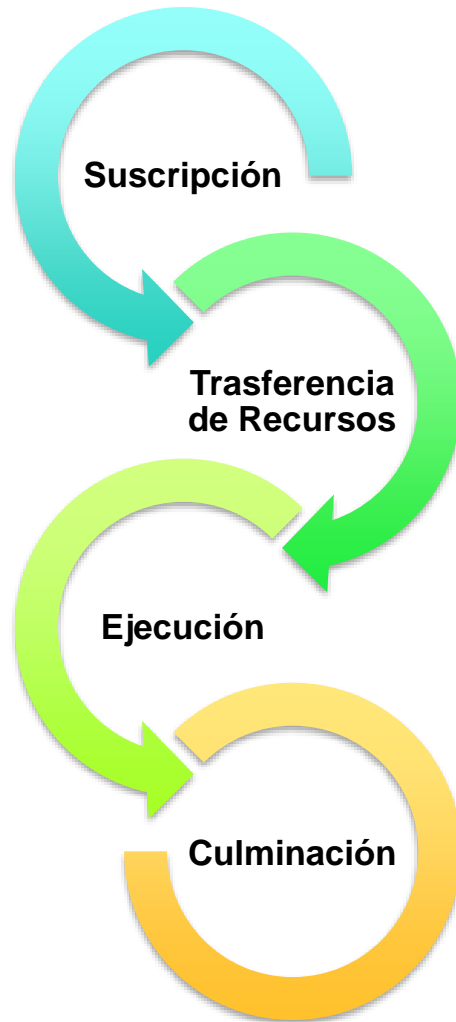 Suscripción
Trasferencia
de Recursos
Ejecución
Culminación